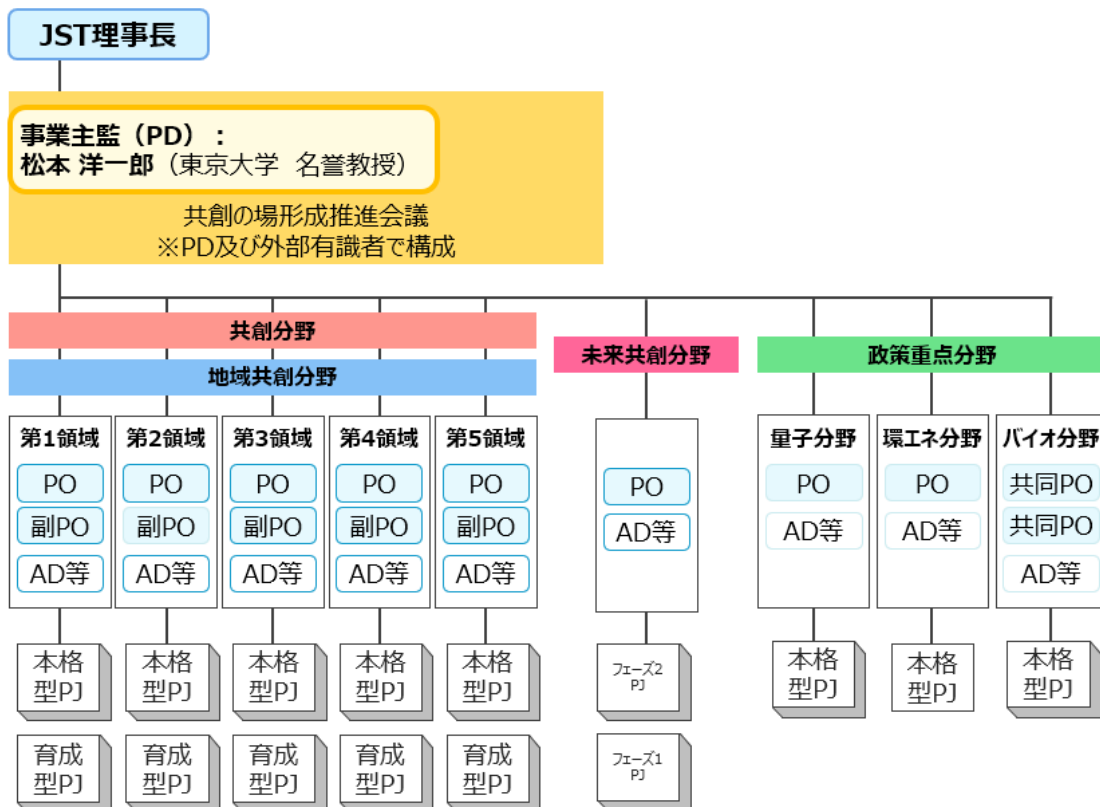 JST理事長
事業主監（PD）：
松本 洋一郎（東京大学 名誉教授）
共創の場形成推進会議
※PD及び外部有識者で構成
共創分野
地域共創分野
未来共創分野
政策重点分野
第1領域
PO
副PO
AD等
本格
型PJ
育成
型PJ
第2領域
PO
副PO
AD等
本格
型PJ
育成
型PJ
第3領域
PO
副PO
AD等
本格
型PJ
育成
型PJ
第4領域
PO
副PO
AD等
本格
型PJ
育成
型PJ
第5領域
PO
副PO
AD等
本格
型PJ
育成
型PJ
PO
AD等
フェーズ2
PJ
フェーズ1
PJ
量子分野
PO
AD等
本格
型PJ
環エネ分野
PO
AD等
本格
型PJ
バイオ分野
共同PO
共同PO
AD等
本格
型PJ